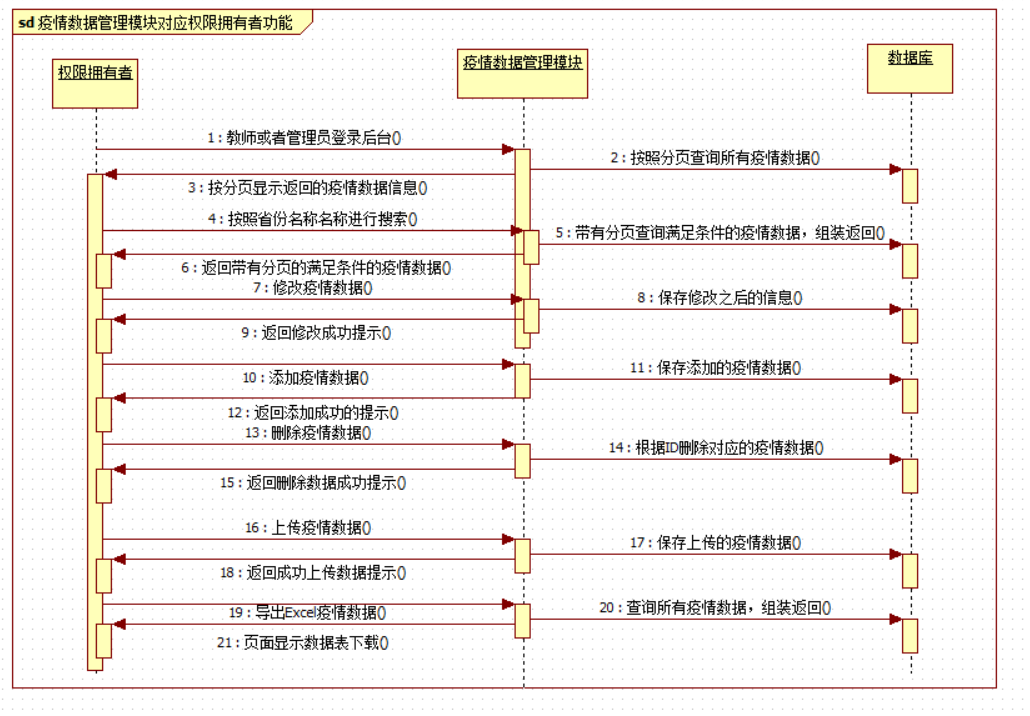 sd 疫情数据管理模块对应权限拥有者功能
权限拥有者
疫情数据管理模块
数据库
1 : 教师或者管理员登录后台()
2 : 按照分页查询所有疫情数据()
3 : 按分页显示返回的疫情数据信息()
4 : 按照省份名称名称进行搜索()
5 : 带有分页查询满足条件的疫情数据，组装返回()
6 : 返回带有分页的满足条件的疫情数据()
7 : 修改疫情数据()
8 : 保存修改之后的信息()
9 : 返回修改成功提示()
10 : 添加疫情数据()
11 : 保存添加的疫情数据()
12 : 返回添加成功的提示()
13 : 删除疫情数据()
14 : 根据ID删除对应的疫情数据()
15 : 返回删除数据成功提示()
16 : 上传疫情数据()
17 : 保存上传的疫情数据()
18 : 返回成功上传数据提示()
19 : 导出Excel疫情数据()
20 : 查询所有疫情数据，组装返回()
21 : 页面显示数据表下载()